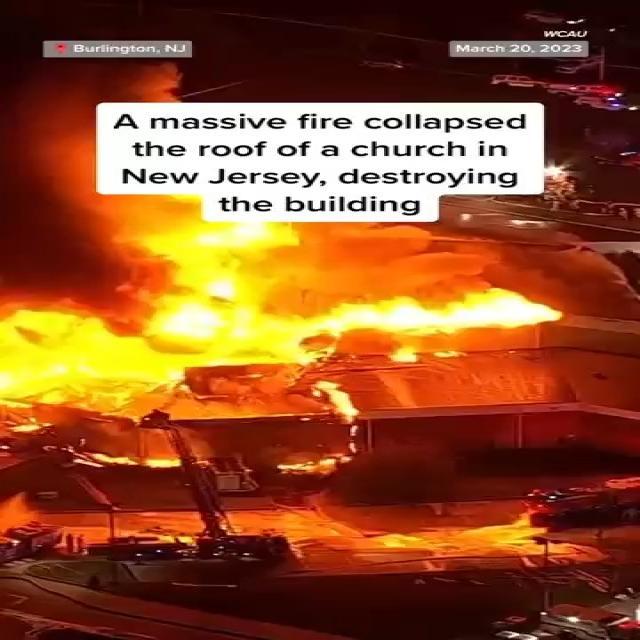 WCAU
Burlington, NJ
March 20, 2023
A massive fire collapsed
the roof of a church in
New Jersey, destroying
the building